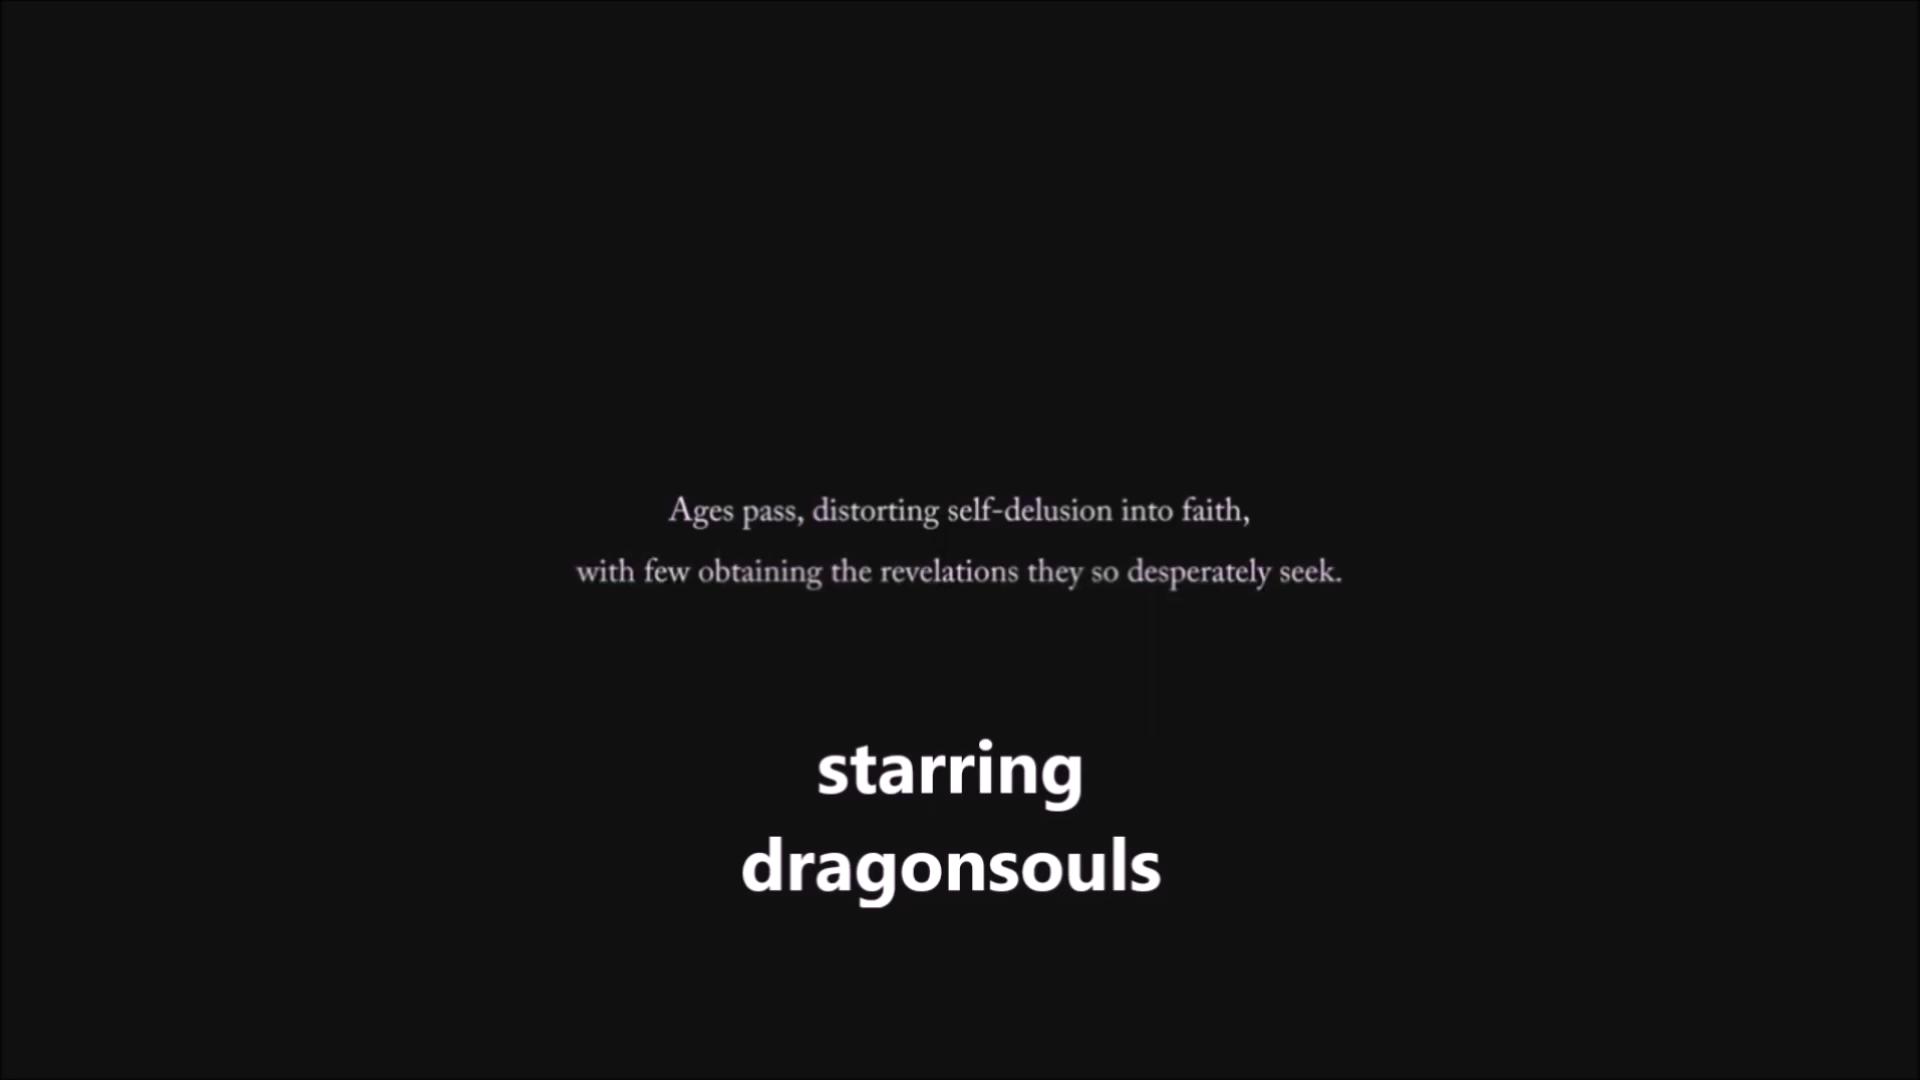 Ages pass, distorting self-delusion into faith,
with few obtaining the revelations they so desperately seek.
starring
dragonsouls